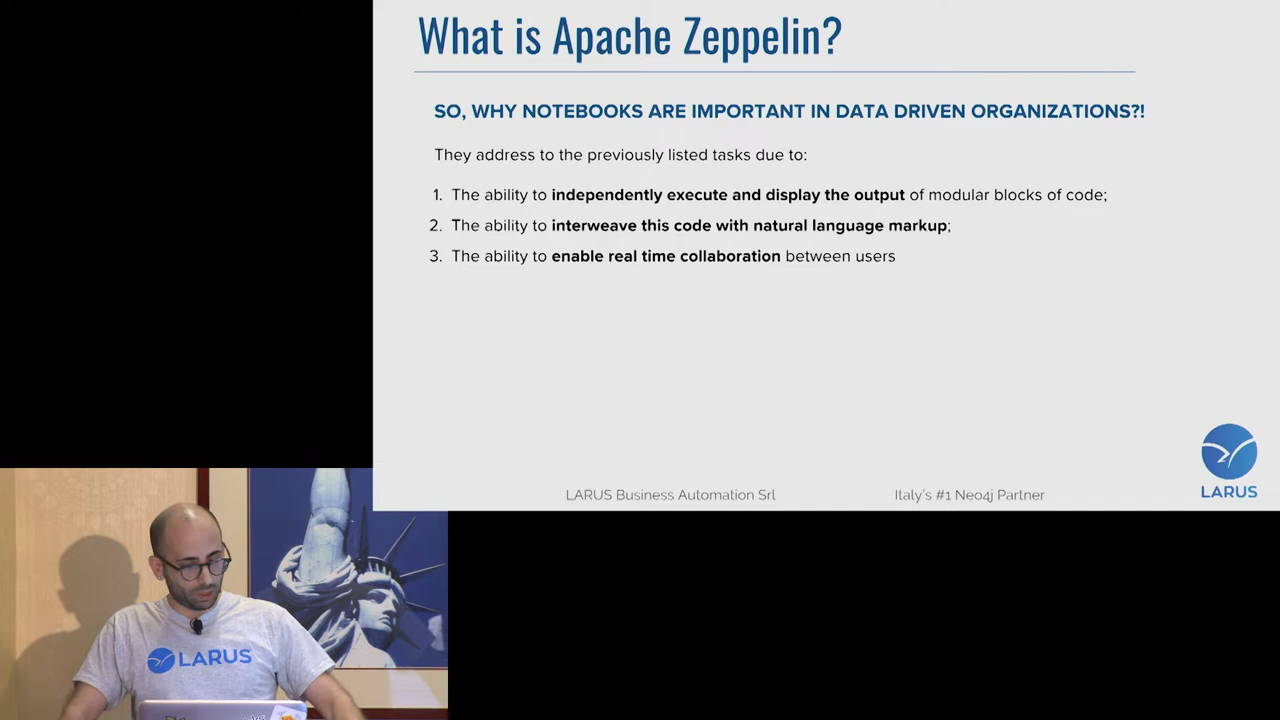 What is Apache Zeppelin?
SO, WHY NOTEBOOKS ARE IMPORTANT IN DATA DRIVEN ORGANIZATIONS?!
They address to the previously listed tasks due to:
1. The ability to independently execute and display the output of modular blocks of code;
2. The ability to interweave this code with natural language markup;
3. The ability to enable real time collaboration between users
LARUS
LARUS Business Automation Srl
Italy's #1 Neo4j Partner
LARUS